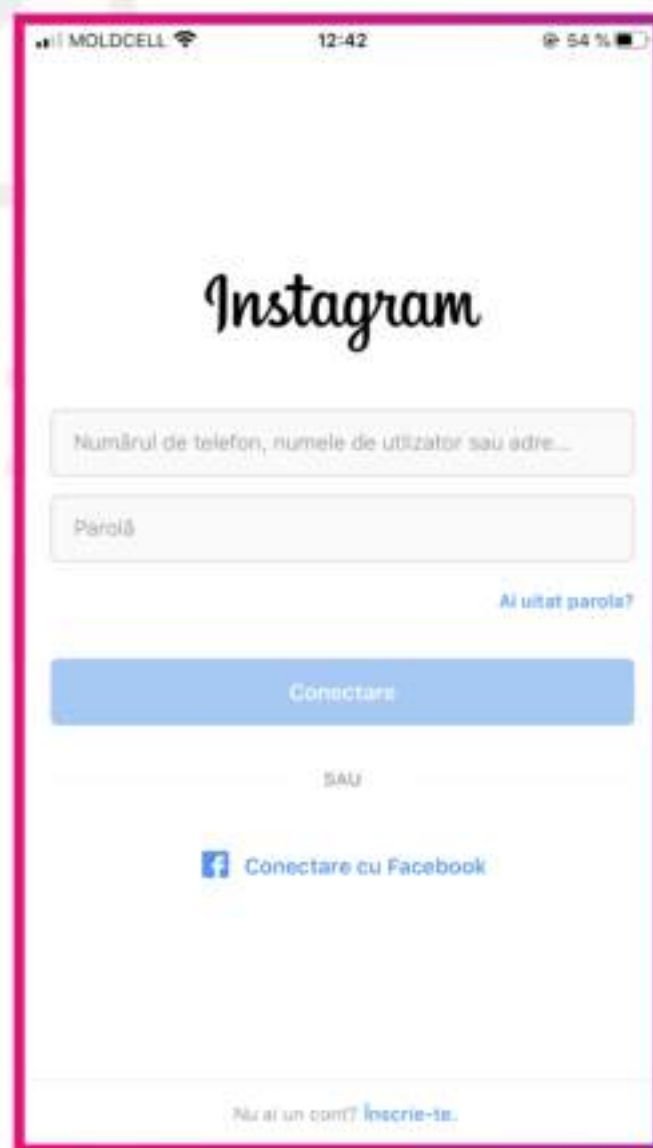 MOLDCELL 12:42 54 %
Instagram
Numărul de telefon, numele de utilizator sau adre...
Parolă
Ai uitat parola?
Conectare
SAU
Conectare cu Facebook
Nu ai un cont? Înscrie-te.